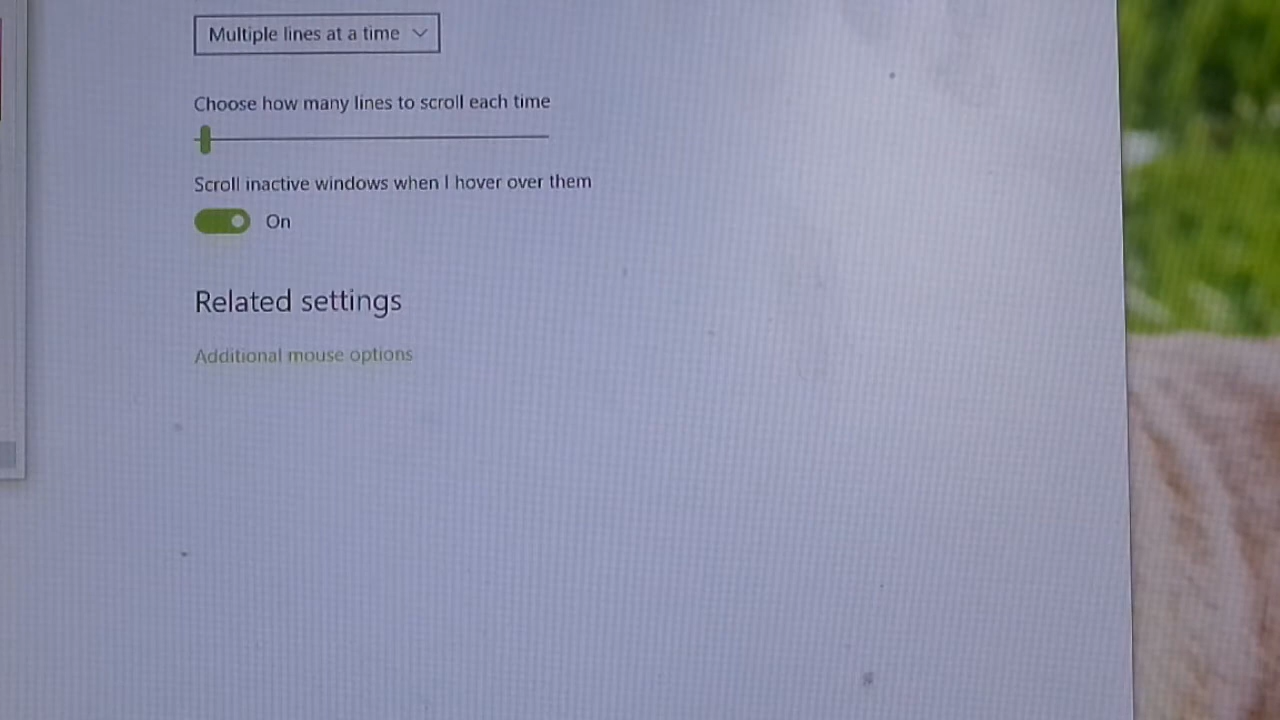 Multiple lines at a time
Choose how many lines to scroll each time
Scroll inactive windows when I hover over them
On
Related settings
Additional mouse options